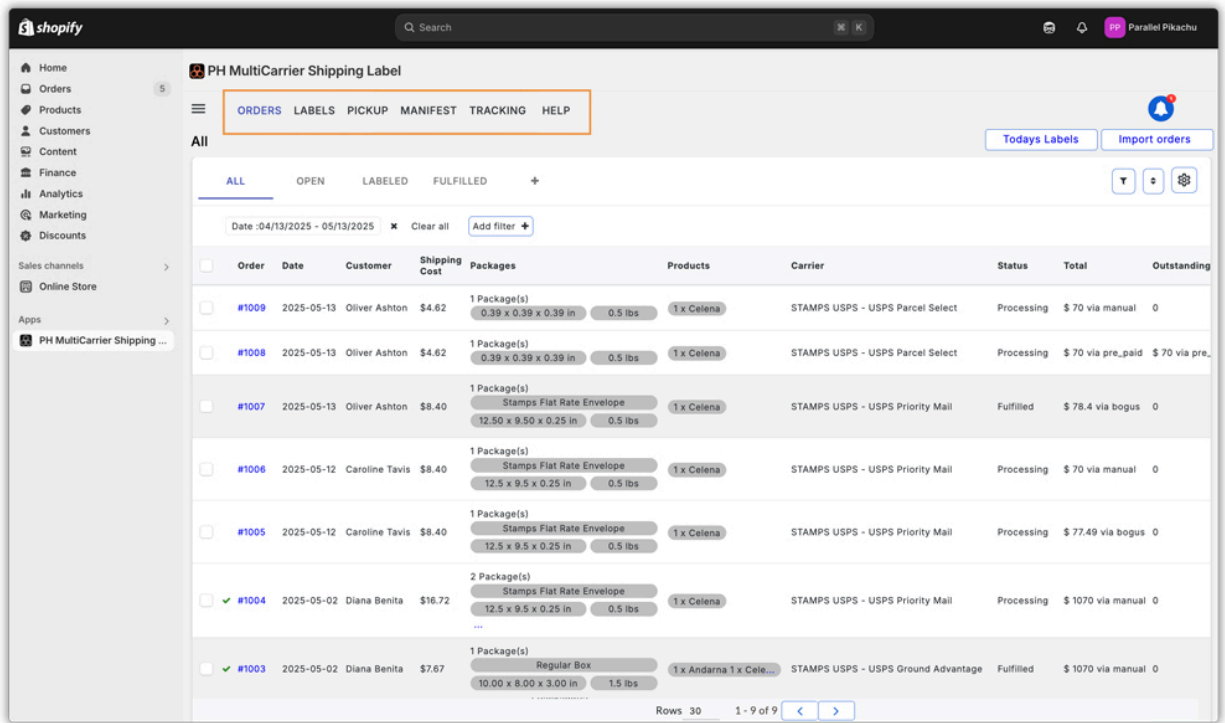 shopify
Search
⌘ K
PP Parallel Pikachu
Home
Orders 5
Products
Customers
Content
Finance
Analytics
Marketing
Discounts
Sales channels
Online Store
Apps
PH MultiCarrier Shipping ...
PH MultiCarrier Shipping Label
ORDERS LABELS PICKUP MANIFEST TRACKING HELP
All
Todays Labels Import orders
ALL OPEN LABELED FULFILLED +
Date :04/13/2025 - 05/13/2025 ✖ Clear all Add filter +
Order Date Customer Shipping Cost Packages Products Carrier Status Total Outstanding
#1009 2025-05-13 Oliver Ashton $4.62 1 Package(s) 0.39 x 0.39 x 0.39 in 0.5 lbs 1 x Celena STAMPS USPS - USPS Parcel Select Processing $ 70 via manual 0
#1008 2025-05-13 Oliver Ashton $4.62 1 Package(s) 0.39 x 0.39 x 0.39 in 0.5 lbs 1 x Celena STAMPS USPS - USPS Parcel Select Processing $ 70 via pre_paid $ 70 via pre_
#1007 2025-05-13 Oliver Ashton $8.40 1 Package(s) Stamps Flat Rate Envelope 12.50 x 9.50 x 0.25 in 0.5 lbs 1 x Celena STAMPS USPS - USPS Priority Mail Fulfilled $ 78.4 via bogus 0
#1006 2025-05-12 Caroline Tavis $8.40 1 Package(s) Stamps Flat Rate Envelope 12.5 x 9.5 x 0.25 in 0.5 lbs 1 x Celena STAMPS USPS - USPS Priority Mail Processing $ 70 via manual 0
#1005 2025-05-12 Caroline Tavis $8.40 1 Package(s) Stamps Flat Rate Envelope 12.5 x 9.5 x 0.25 in 0.5 lbs 1 x Celena STAMPS USPS - USPS Priority Mail Processing $ 77.49 via bogus 0
✓ #1004 2025-05-02 Diana Benita $16.72 2 Package(s) Stamps Flat Rate Envelope 12.5 x 9.5 x 0.25 in 0.5 lbs ... 1 x Celena STAMPS USPS - USPS Priority Mail Processing $ 1070 via manual 0
✓ #1003 2025-05-02 Diana Benita $7.67 1 Package(s) Regular Box 10.00 x 8.00 x 3.00 in 1.5 lbs 1 x Andarna 1 x Cele... STAMPS USPS - USPS Ground Advantage Fulfilled $ 1070 via manual 0
Rows 30 1 - 9 of 9 < >